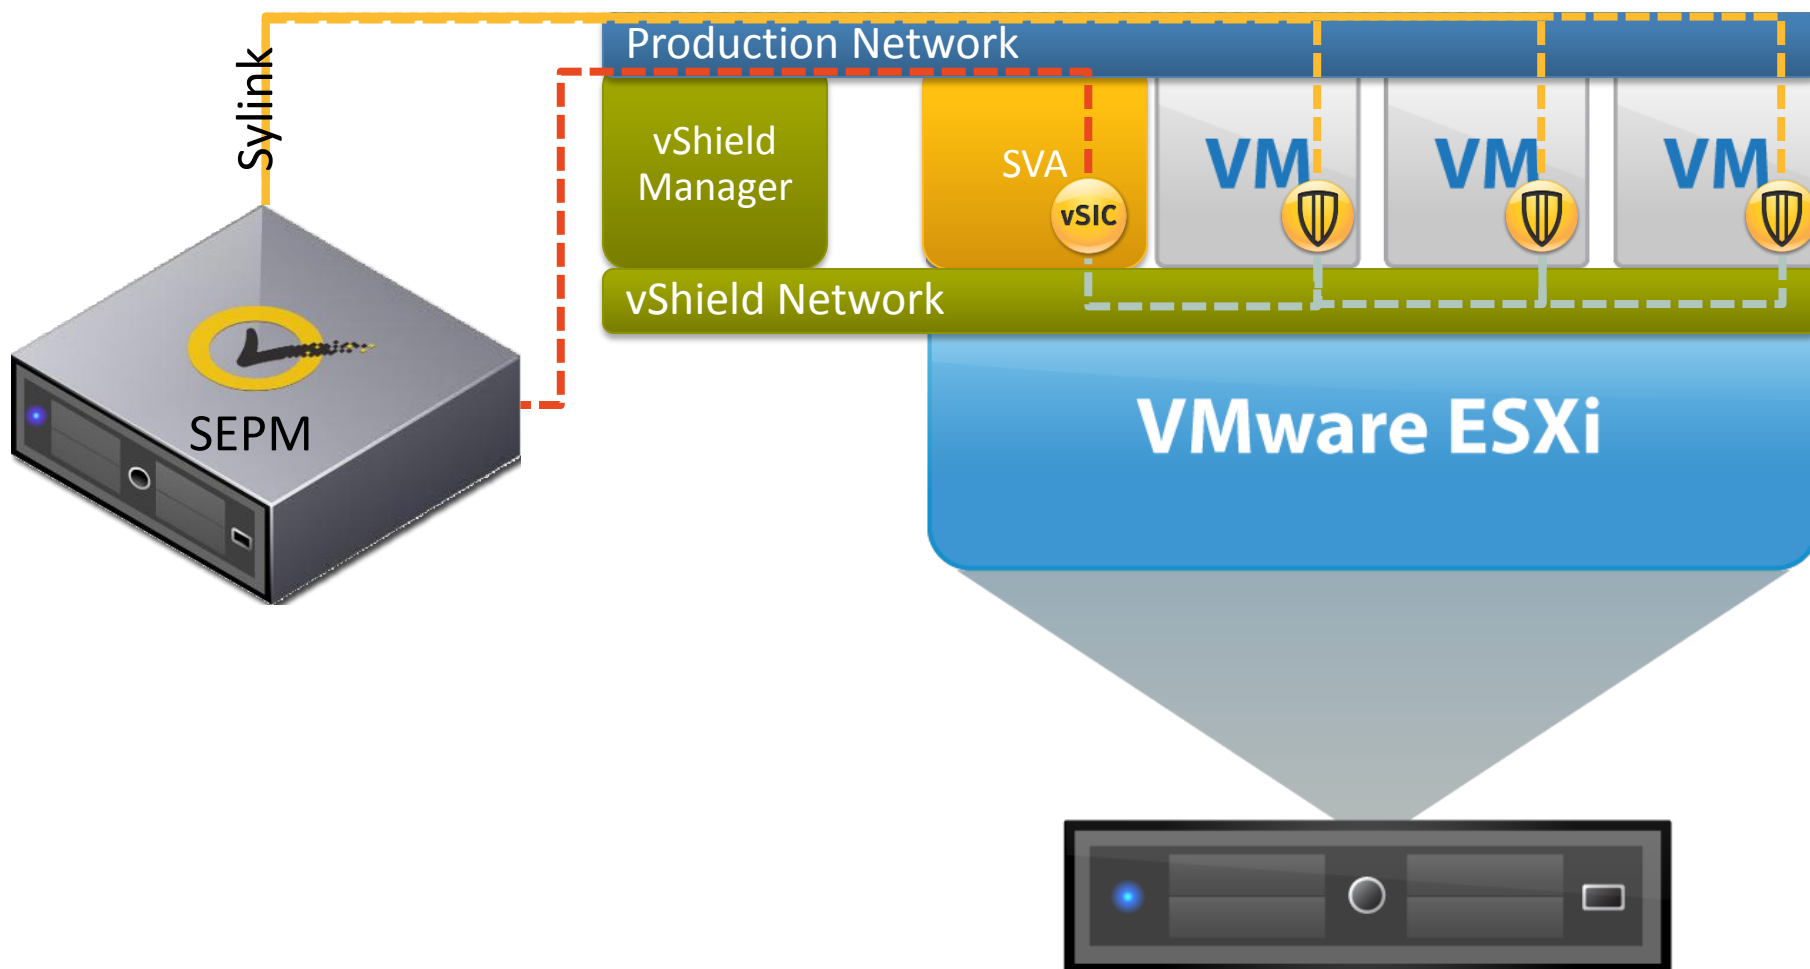 Production Network
Sylink
vShield
Manager
SVA
vSIC
VM
VM
VM
vShield Network
SEPM
VMware ESXi